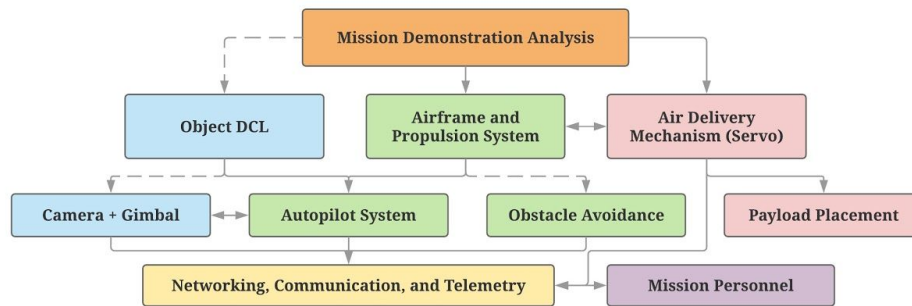 Mission Demonstration Analysis
Object DCL
Airframe and
Propulsion System
Air Delivery
Mechanism (Servo)
Camera + Gimbal
Autopilot System
Obstacle Avoidance
Payload Placement
Networking, Communication, and Telemetry
Mission Personnel